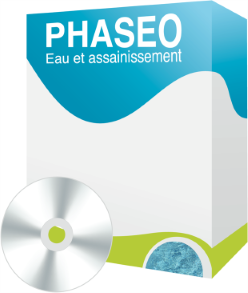 PHASEO
Eau et assainissement